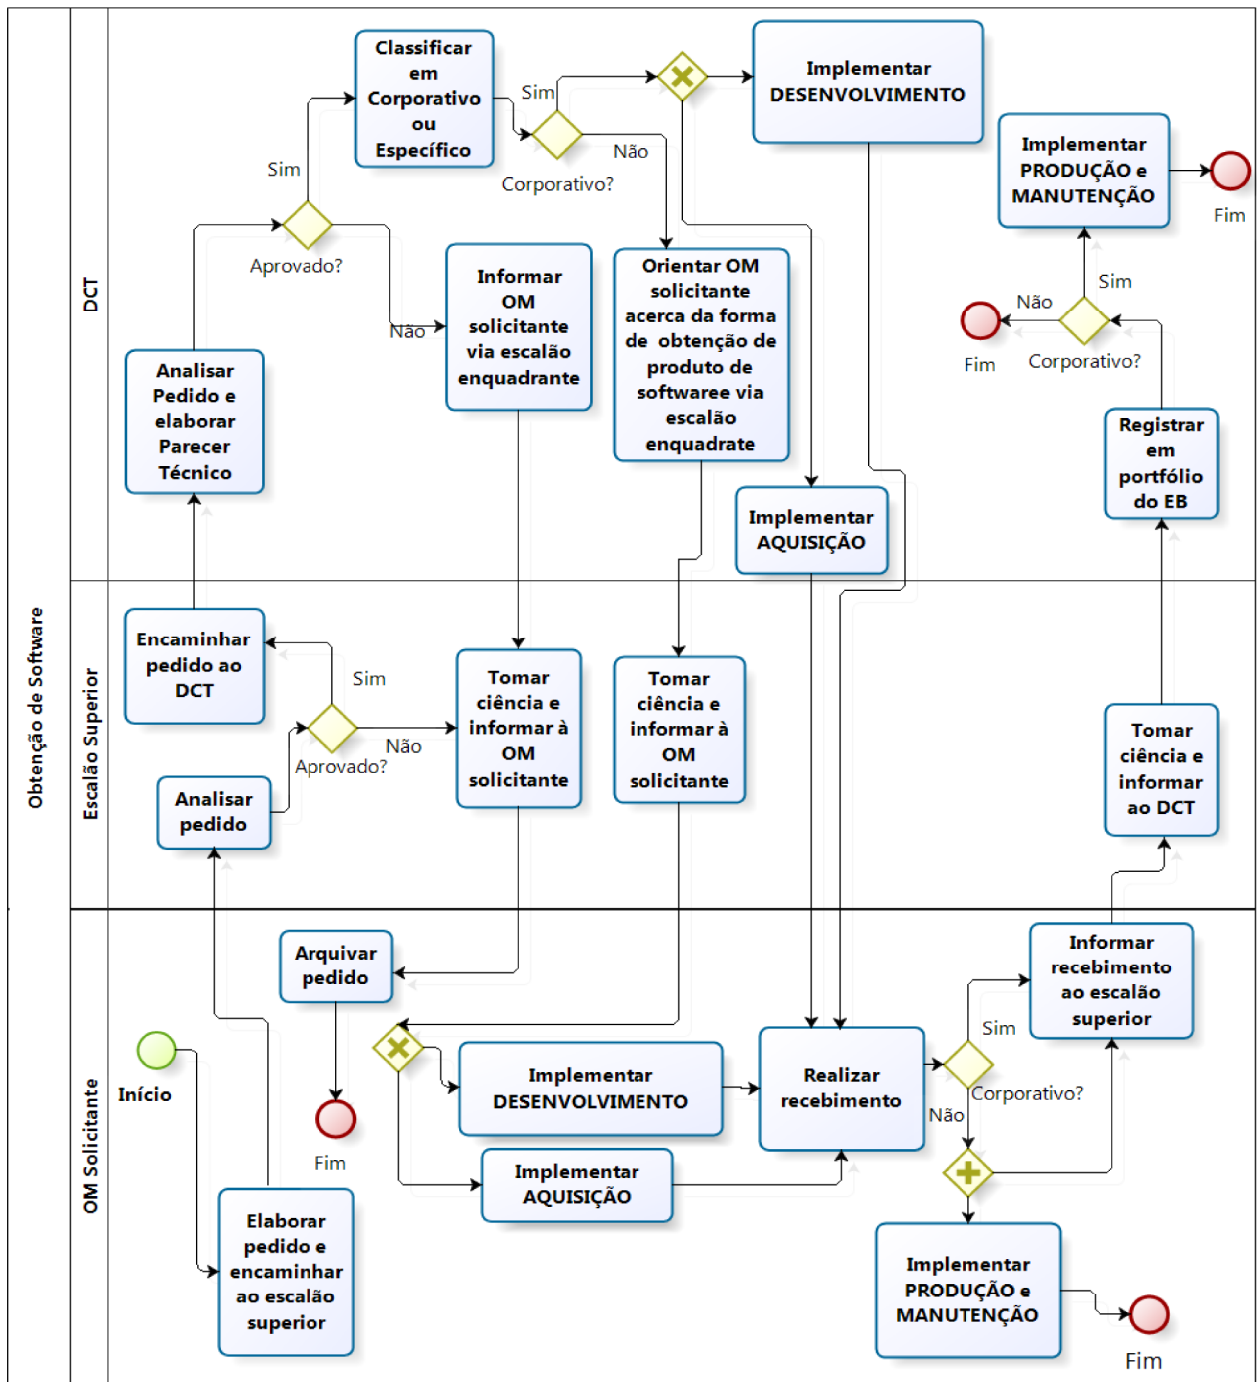 Obtenção de Software
DCT
Classificar
em
Corporativo
ou
Específico
Sim
Corporativo?
Não
Implementar
DESENVOLVIMENTO
Implementar
PRODUÇÃO e
MANUTENÇÃO
Fim
Sim
Aprovado?
Não
Informar
OM
solicitante
via escalão
enquadrante
Orientar OM
solicitante
acerca da forma
de obtenção de
produto de
softwaree via
escalão
enquadrate
Sim
Não
Fim
Corporativo?
Analisar
Pedido e
elaborar
Parecer
Técnico
Registrar
em
portfólio
do EB
Implementar
AQUISIÇÃO
Escalão Superior
Encaminhar
pedido ao
DCT
Sim
Não
Aprovado?
Analisar
pedido
Tomar
ciência e
informar à
OM
solicitante
Tomar
ciência e
informar à
OM
solicitante
Tomar
ciência e
informar
ao DCT
OM Solicitante
Arquivar
pedido
Fim
Início
Elaborar
pedido e
encaminhar
ao escalão
superior
Implementar
DESENVOLVIMENTO
Implementar
AQUISIÇÃO
Realizar
recebimento
Sim
Corporativo?
Não
Informar
recebimento
ao escalão
superior
Implementar
PRODUÇÃO e
MANUTENÇÃO
Fim